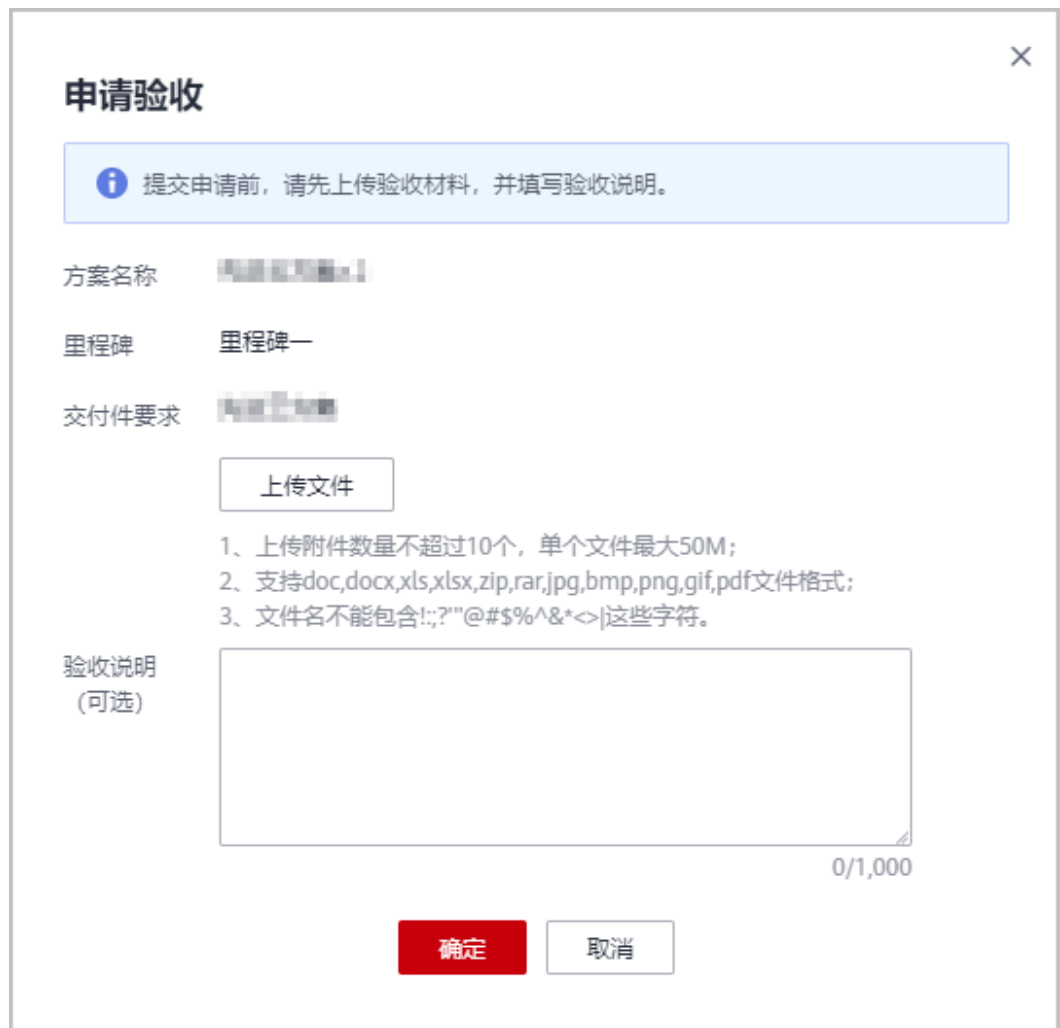 申请验收
提交申请前，请先上传验收材料，并填写验收说明。
方案名称
里程碑 里程碑一
交付件要求
上传文件
1、上传附件数量不超过10个，单个文件最大50M；
2、支持doc,docx,xls,xlsx,zip,rar,jpg,bmp,png,gif,pdf文件格式；
3、文件名不能包含!:;?'"@#$%^&*<>|这些字符。
验收说明
(可选)
0/1,000
确定 取消